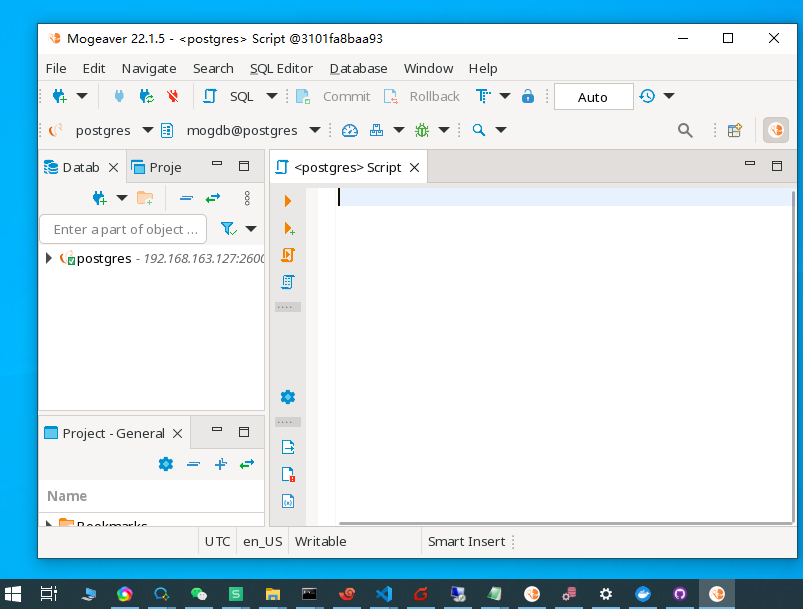 Mogeaver 22.1.5 - <postgres> Script @3101fa8baa93
File Edit Navigate Search SQL Editor Database Window Help
SQL Commit Rollback Auto
postgres mogdb@postgres
Datab Proje
<postgres> Script
Enter a part of object ...
postgres - 192.168.163.127:2600
Project - General
Name
Bookmarks
UTC en_US Writable Smart Insert